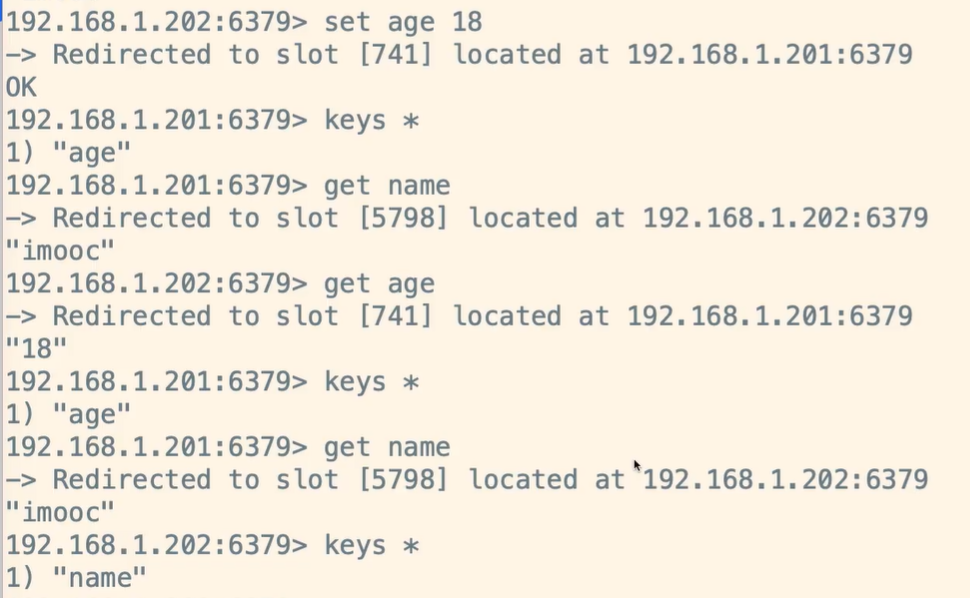 192.168.1.202:6379> set age 18
-> Redirected to slot [741] located at 192.168.1.201:6379
OK
192.168.1.201:6379> keys *
1) "age"
192.168.1.201:6379> get name
-> Redirected to slot [5798] located at 192.168.1.202:6379
"imooc"
192.168.1.202:6379> get age
-> Redirected to slot [741] located at 192.168.1.201:6379
"18"
192.168.1.201:6379> keys *
1) "age"
192.168.1.201:6379> get name
-> Redirected to slot [5798] located at 192.168.1.202:6379
"imooc"
192.168.1.202:6379> keys *
1) "name"